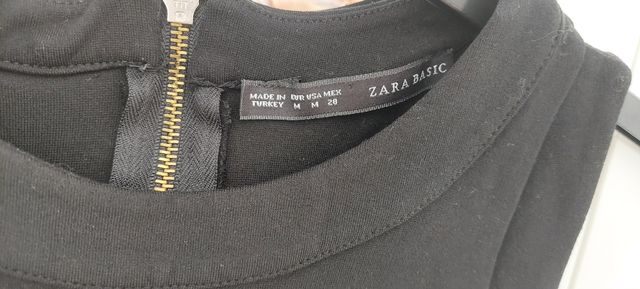 MADE IN EUR USA MEX
TURKEY M M 28
ZARA BASIC